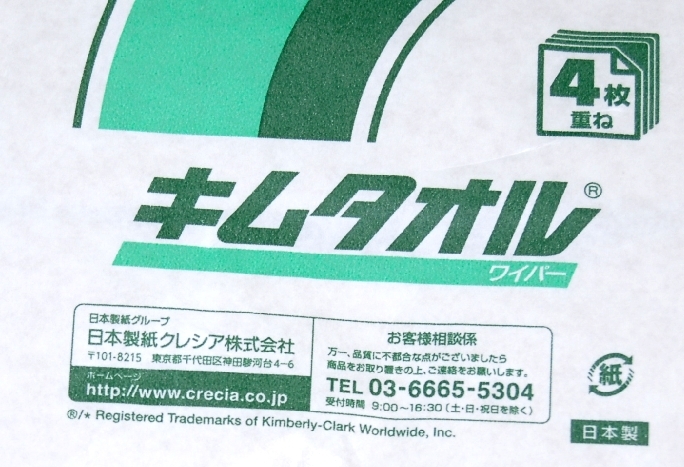 4枚
重ね
キムタオル®
ワイパー
日本製紙グループ
日本製紙クレシア株式会社
〒101-8215 東京都千代田区神田駿河台4-6
ホームページ
http://www.crecia.co.jp
お客様相談係
万一、品質に不都合な点がございましたら
商品をお取り置きの上、ご連絡をお願いします。
TEL 03-6665-5304
受付時間 9:00〜16:30(土・日・祝日を除く)
®/* Registered Trademarks of Kimberly-Clark Worldwide, Inc.
紙
日本製